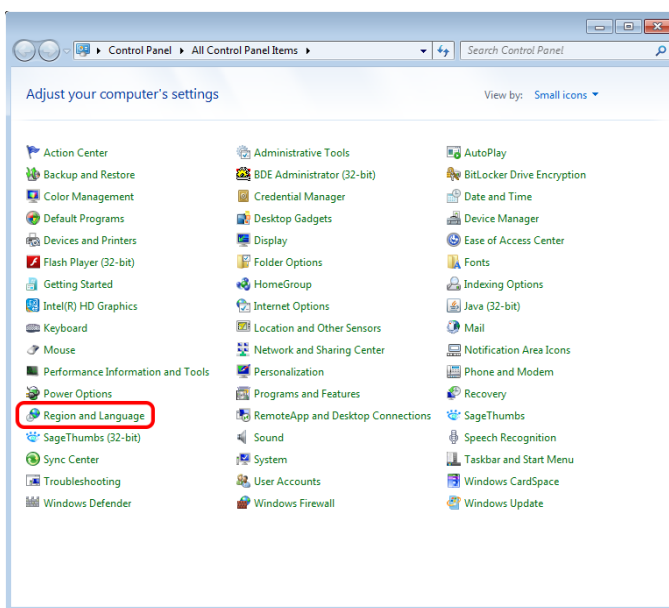 Control Panel ▸ All Control Panel Items ▸ Search Control Panel
Adjust your computer's settings View by: Small icons
Action Center Administrative Tools AutoPlay
Backup and Restore BDE Administrator (32-bit) BitLocker Drive Encryption
Color Management Credential Manager Date and Time
Default Programs Desktop Gadgets Device Manager
Devices and Printers Display Ease of Access Center
Flash Player (32-bit) Folder Options Fonts
Getting Started HomeGroup Indexing Options
Intel(R) HD Graphics Internet Options Java (32-bit)
Keyboard Location and Other Sensors Mail
Mouse Network and Sharing Center Notification Area Icons
Performance Information and Tools Personalization Phone and Modem
Power Options Programs and Features Recovery
Region and Language RemoteApp and Desktop Connections SageThumbs
SageThumbs (32-bit) Sound Speech Recognition
Sync Center System Taskbar and Start Menu
Troubleshooting User Accounts Windows CardSpace
Windows Defender Windows Firewall Windows Update